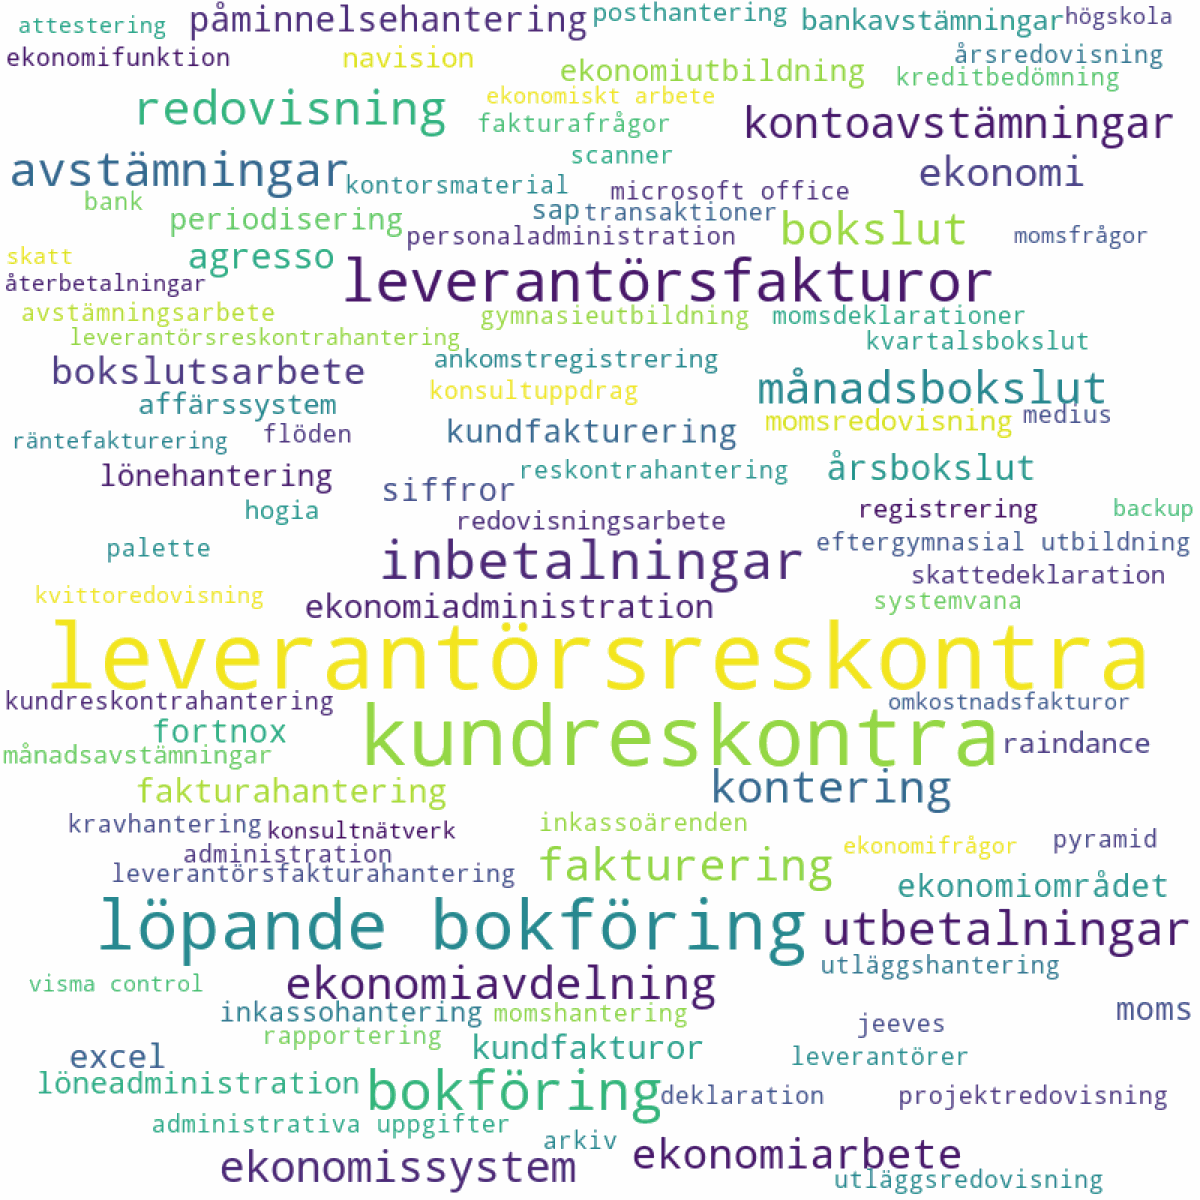 attestering påminnelsehantering posthantering bankavstämningar högskola
ekonomifunktion navision årsredovisning
ekonomiutbildning kreditbedömning
redovisning ekonomiskt arbete
fakturafrågor kontoavstämningar
scanner
avstämningar kontorsmaterial microsoft office ekonomi
bank periodisering sap transaktioner bokslut
personaladministration momsfrågor
skatt agresso
återbetalningar leverantörsfakturor
avstämningsarbete gymnasieutbildning momsdeklarationer
leverantörsreskontrahantering kvartalsbokslut
bokslutsarbete ankomstregistrering
konsultuppdrag månadsbokslut
affärssystem momsredovisning medius
räntefakturering flöden kundfakturering
lönehantering reskontrahantering årsbokslut
siffror
hogia redovisningsarbete registrering backup
palette inbetalningar eftergymnasial utbildning
skattedeklaration
kvittoredovisning ekonomiadministration systemvana
leverantörsreskontra
kundreskontrahantering omkostnadsfakturor
fortnox kundreskontra raindance
månadsavstämningar
fakturahantering kontering
kravhantering konsultnätverk inkassoärenden
administration ekonomifrågor pyramid
leverantörsfakturahantering fakturering ekonomiområdet
löpande bokföring utbetalningar
utläggshantering
visma control ekonomiavdelning
inkassohantering momshantering moms
rapportering jeeves
excel kundfakturor leverantörer
löneadministration bokföring deklaration projektredovisning
administrativa uppgifter arkiv
ekonomissystem ekonomiarbete
utläggsredovisning